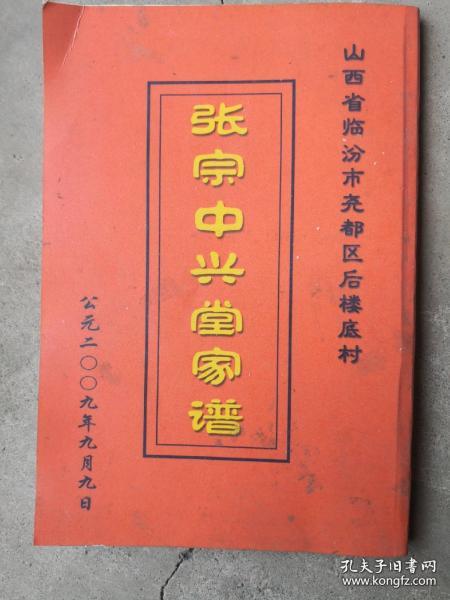 山西省临汾市尧都区后楼底村
张宗中兴堂家谱
公元二〇〇九年九月九日
孔夫子旧书网
www.kongfz.com